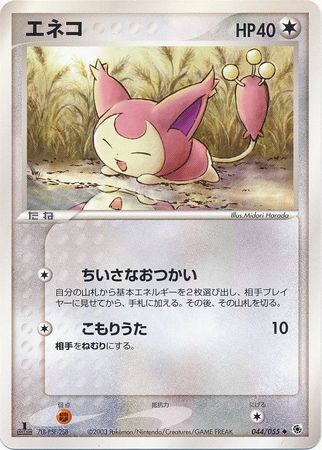 エネコ
HP40
たね
Illus.Midori Harada
ちいさなおつかい
自分の山札から基本エネルギーを2枚選び出し、相手プレイ
ヤーに見せてから、手札に加える。その後、その山札を切る。
こもりうた 10
相手をねむりにする。
弱点 抵抗力 にげる
©2003 Pokémon/Nintendo/Creatures/GAME FREAK.
044/055 ◆